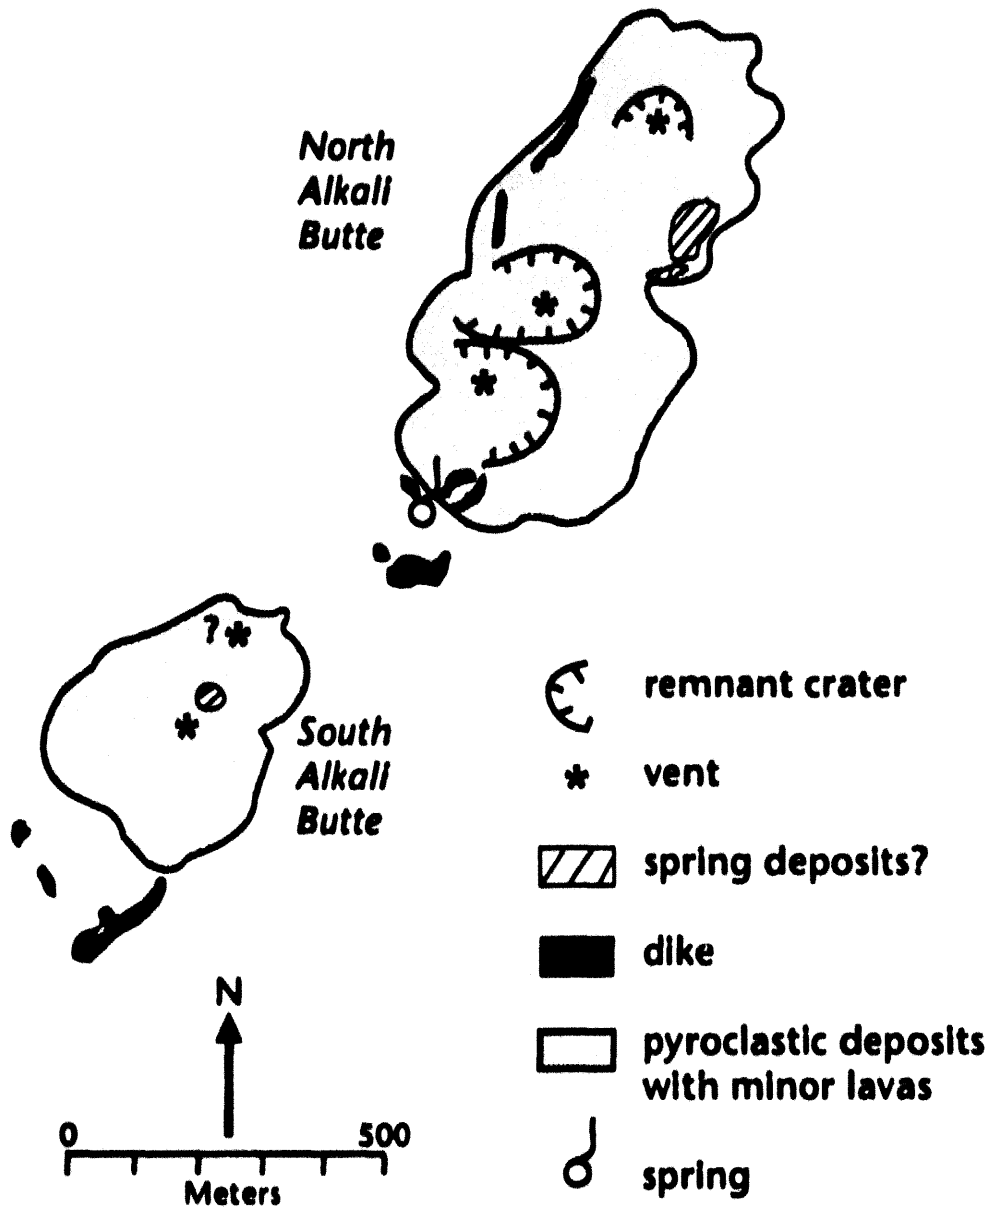 North
Alkali
Butte
?
South
Alkali
Butte
remnant crater
vent
spring deposits?
dike
pyroclastic deposits
with minor lavas
spring
N
0 500
Meters